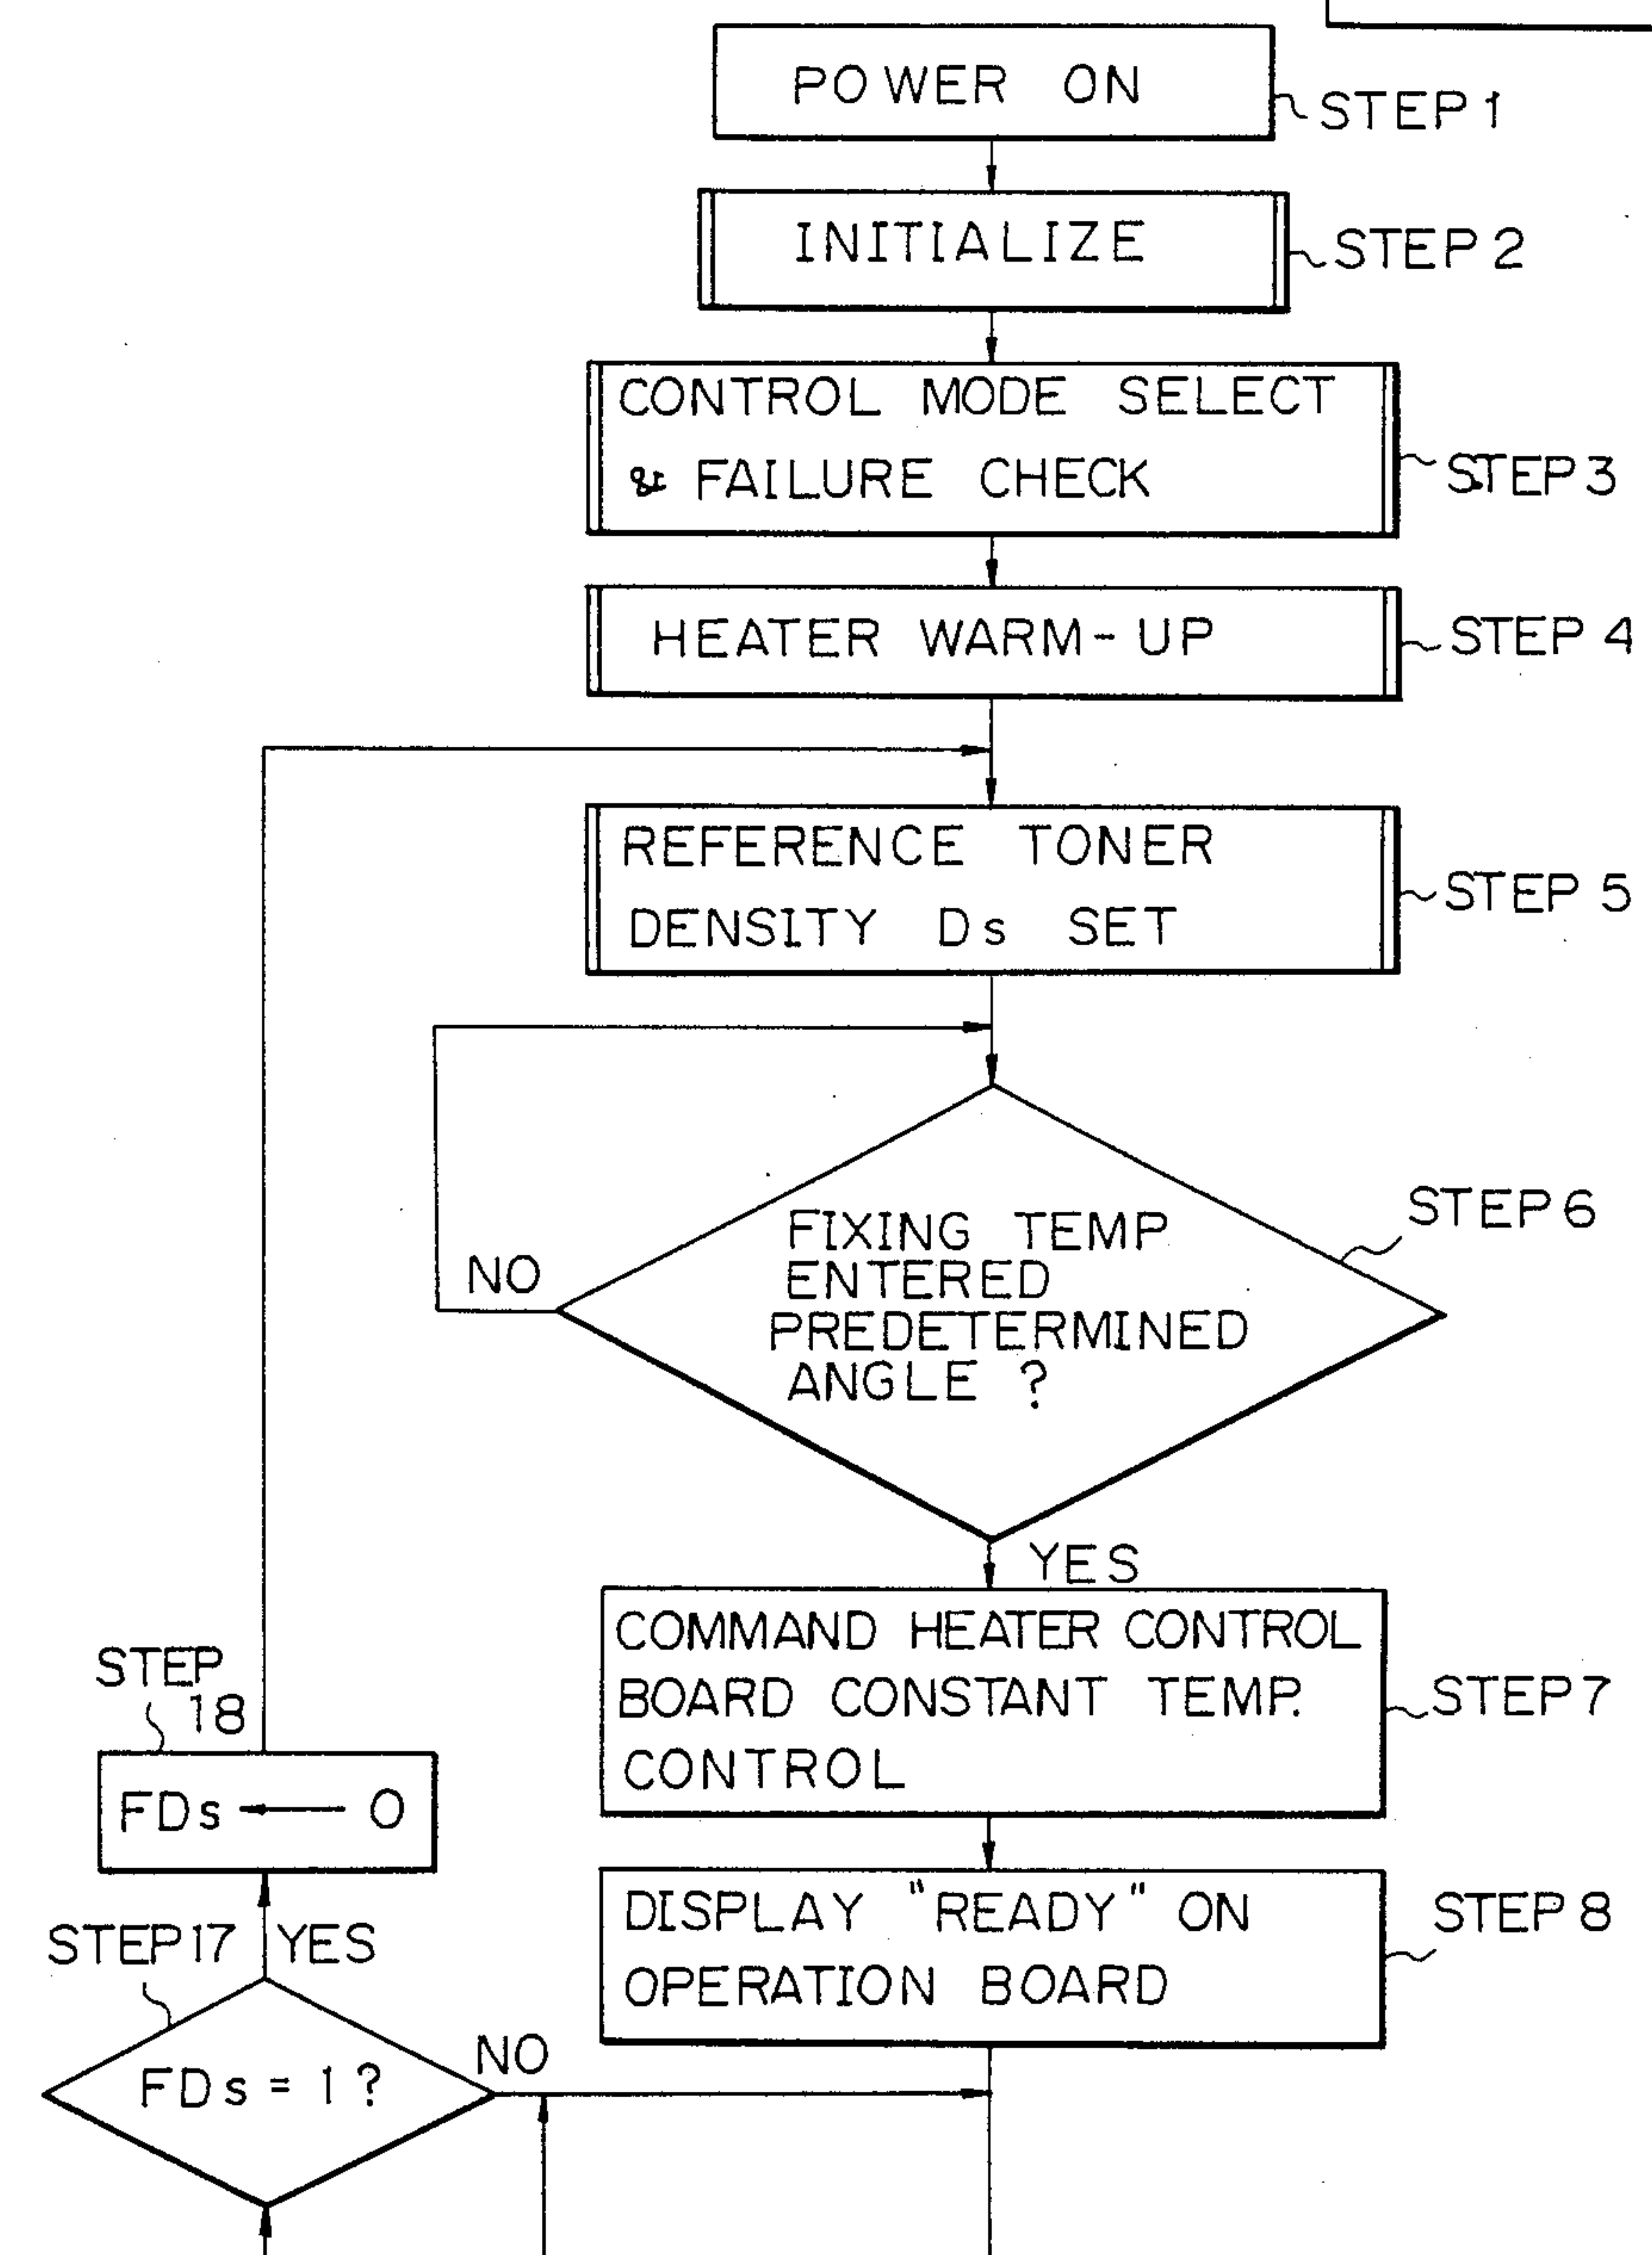 POWER ON
STEP 1
INITIALIZE
STEP 2
CONTROL MODE SELECT
& FAILURE CHECK
STEP 3
HEATER WARM-UP
STEP 4
REFERENCE TONER
DENSITY Ds SET
STEP 5
FIXING TEMP
ENTERED
PREDETERMINED
ANGLE ?
STEP 6
NO
YES
COMMAND HEATER CONTROL
BOARD CONSTANT TEMP.
CONTROL
STEP 7
STEP
18
FDs ← 0
DISPLAY "READY" ON
OPERATION BOARD
STEP 8
STEP 17
YES
FDs = 1 ?
NO